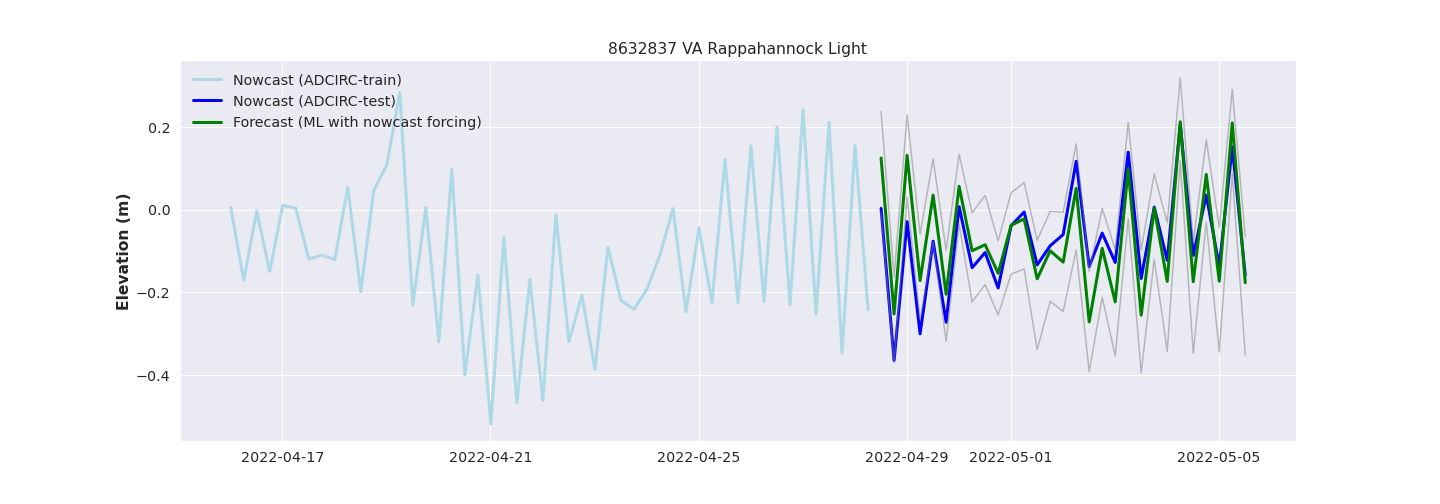 8632837 VA Rappahannock Light
Nowcast (ADCIRC-train)
Nowcast (ADCIRC-test)
Forecast (ML with nowcast forcing)
Elevation (m)
0.2
0.0
−0.2
−0.4
2022-04-17 2022-04-21 2022-04-25 2022-04-29 2022-05-01 2022-05-05